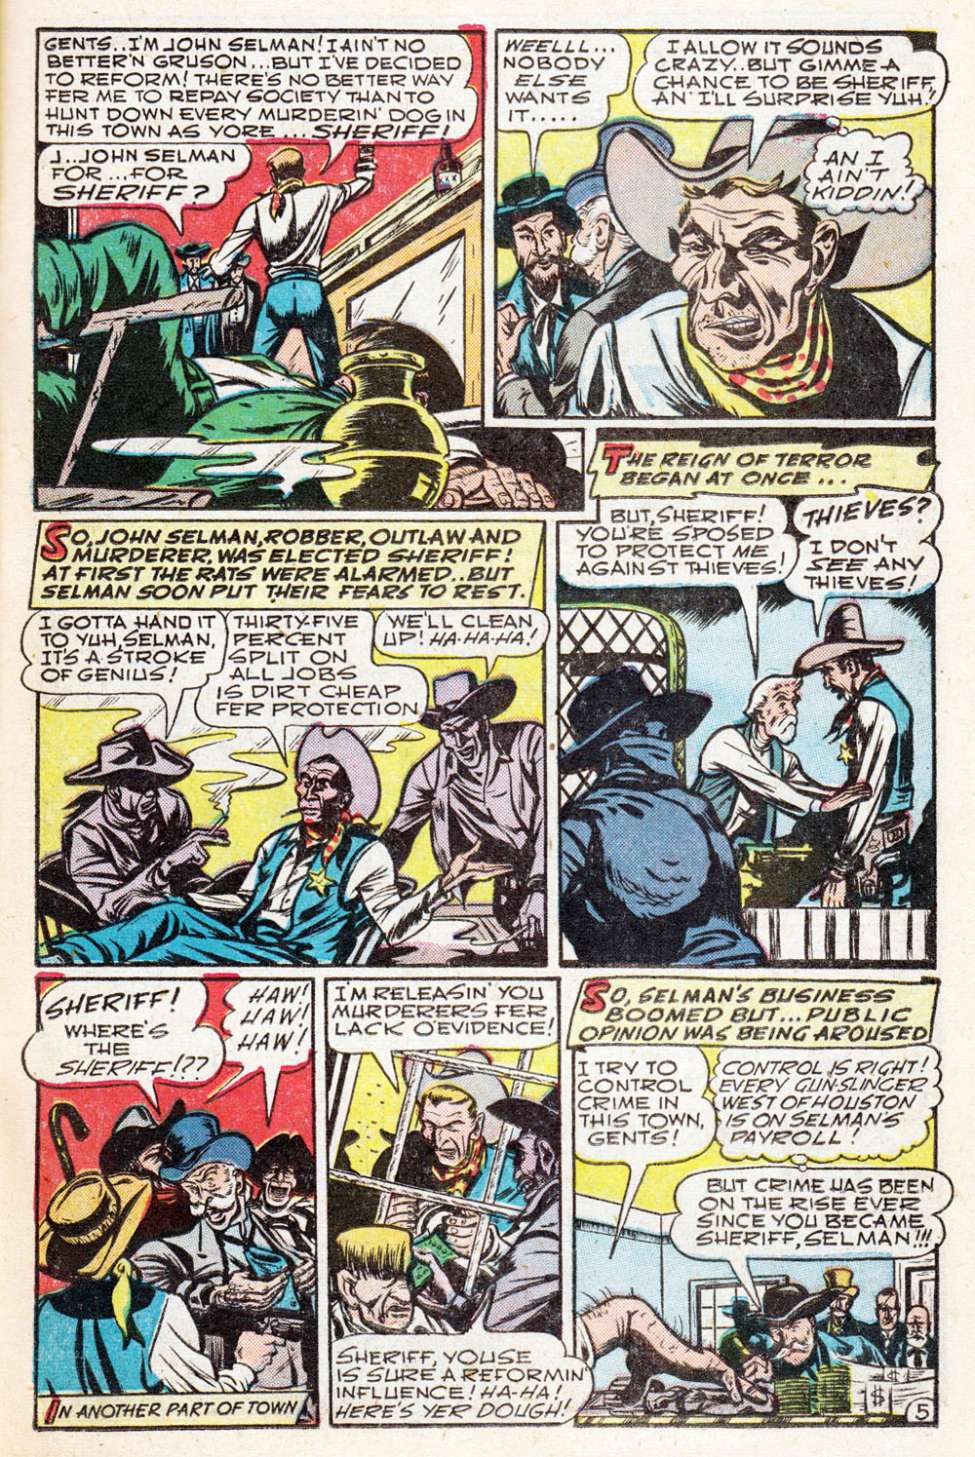 GENTS..I'M JOHN SELMAN! I AIN'T NO
BETTER'N GRUSON...BUT I'VE DECIDED
TO REFORM! THERE'S NO BETTER WAY
FER ME TO REPAY SOCIETY THAN TO
HUNT DOWN EVERY MURDERIN' DOG IN
THIS TOWN AS YORE ... SHERIFF!
J..JOHN SELMAN
FOR ...FOR
SHERIFF?
XXX
WEELLL...
NOBODY
ELSE
WANTS
IT.....
I ALLOW IT SOUNDS
CRAZY..BUT GIMME A
CHANCE TO BE SHERIFF,
AN' I'LL SURPRISE YUH!!
AN I
AIN'T
KIDDIN!
SO, JOHN SELMAN, ROBBER, OUTLAW AND
MURDERER, WAS ELECTED SHERIFF!
AT FIRST THE RATS WERE ALARMED..BUT
SELMAN SOON PUT THEIR FEARS TO REST.
I GOTTA HAND IT
TO YUH, SELMAN,
IT'S A STROKE
OF GENIUS!
THIRTY-FIVE
PERCENT
SPLIT ON
ALL JOBS
IS DIRT CHEAP
FER PROTECTION
WE'LL CLEAN
UP! HA-HA-HA!
THE REIGN OF TERROR
BEGAN AT ONCE...
BUT, SHERIFF!
YOU'RE S'POSED
TO PROTECT ME
AGAINST THIEVES!
THIEVES?
I DON'T
SEE ANY
THIEVES!
SHERIFF!
WHERE'S
THE
SHERIFF!??
HAW!
HAW!
HAW!
IN ANOTHER PART OF TOWN
I'M RELEASIN' YOU
MURDERERS FER
LACK O'EVIDENCE!
SHERIFF, YOUSE
IS SURE A REFORMIN'
INFLUENCE! HA-HA!
HERE'S YER DOUGH!
SO, SELMAN'S BUSINESS
BOOMED BUT... PUBLIC
OPINION WAS BEING AROUSED
I TRY TO
CONTROL
CRIME IN
THIS TOWN,
GENTS!
CONTROL IS RIGHT!
EVERY GUN-SLINGER
WEST OF HOUSTON
IS ON SELMAN'S
PAYROLL!
BUT CRIME HAS BEEN
ON THE RISE EVER
SINCE YOU BECAME
SHERIFF, SELMAN!!!
$
$
5